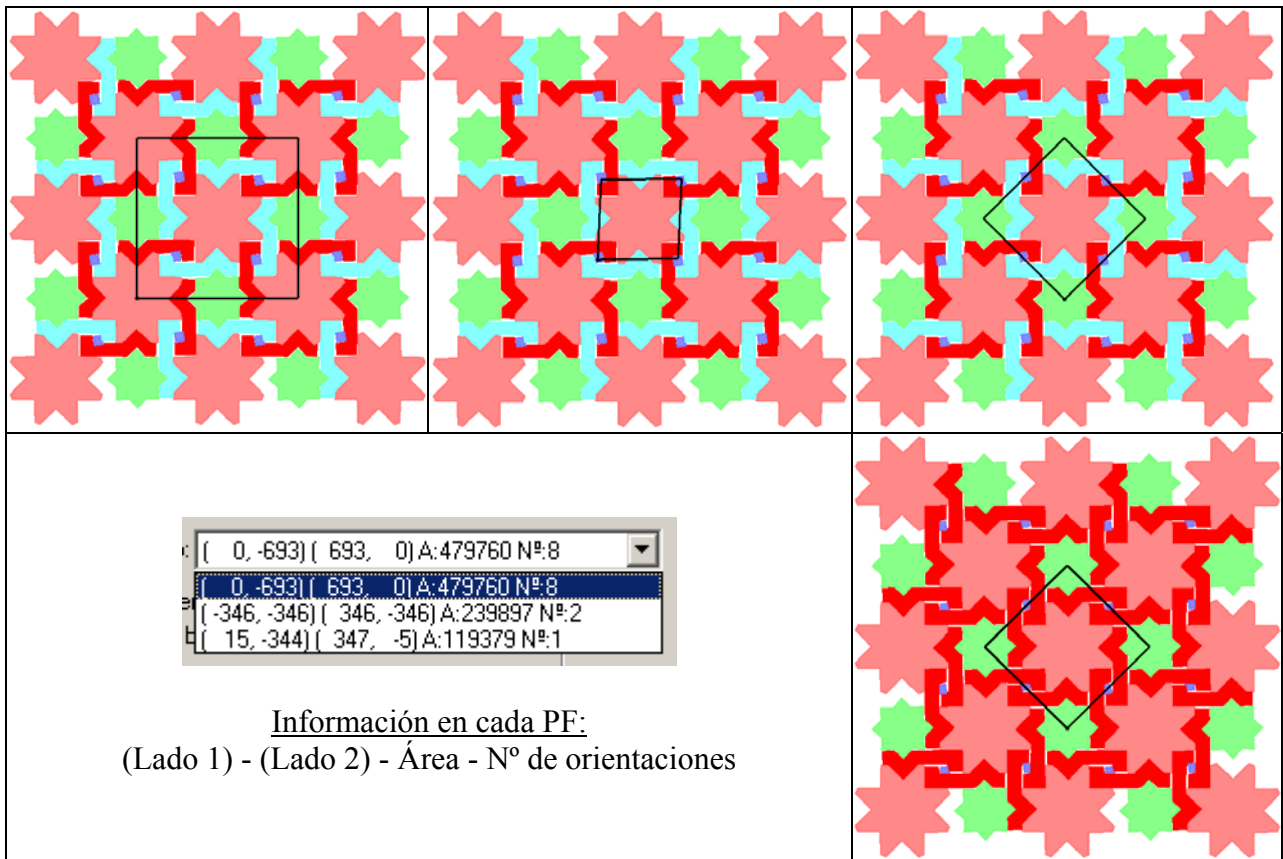 ( 0, -693) ( 693, 0) A:479760 Nº:8
( 0, -693) ( 693, 0) A:479760 Nº:8
( -346, -346) ( 346, -346) A:239897 Nº:2
( 15, -344) ( 347, -5) A:119379 Nº:1
Información en cada PF:
(Lado 1) - (Lado 2) - Área - Nº de orientaciones